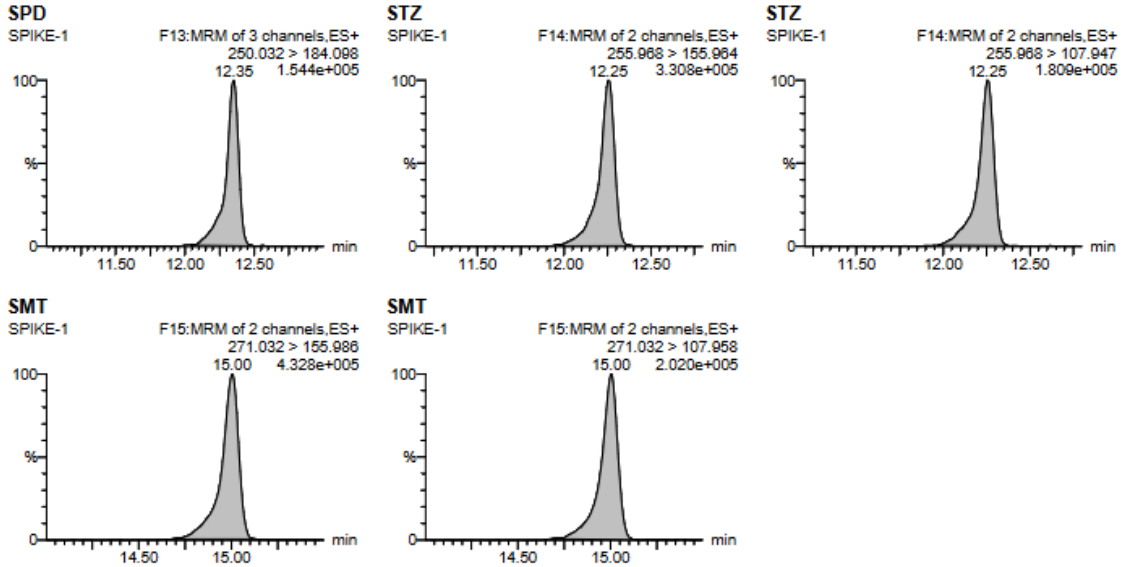 SPD
SPIKE-1 F13:MRM of 3 channels,ES+
250.032 > 184.098
12.35 1.544e+005
100
%
0
min
11.50 12.00 12.50
STZ
SPIKE-1 F14:MRM of 2 channels,ES+
255.968 > 155.964
12.25 3.308e+005
100
%
0
min
11.50 12.00 12.50
STZ
SPIKE-1 F14:MRM of 2 channels,ES+
255.968 > 107.947
12.25 1.809e+005
100
%
0
min
11.50 12.00 12.50
SMT
SPIKE-1 F15:MRM of 2 channels,ES+
271.032 > 155.986
15.00 4.328e+005
100
%
0
min
14.50 15.00
SMT
SPIKE-1 F15:MRM of 2 channels,ES+
271.032 > 107.958
15.00 2.020e+005
100
%
0
min
14.50 15.00